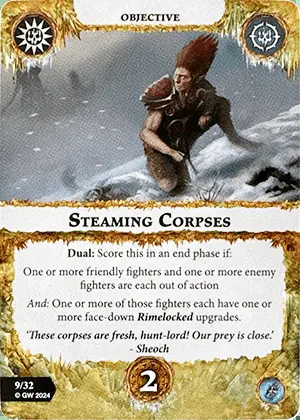 OBJECTIVE
STEAMING CORPSES
Dual: Score this in an end phase if:
One or more friendly fighters and one or more enemy
fighters are each out of action
And: One or more of those fighters each have one or
more face-down Rimelocked upgrades.
'These corpses are fresh, hunt-lord! Our prey is close.'
- Sheoch
9/32
© GW 2024
2